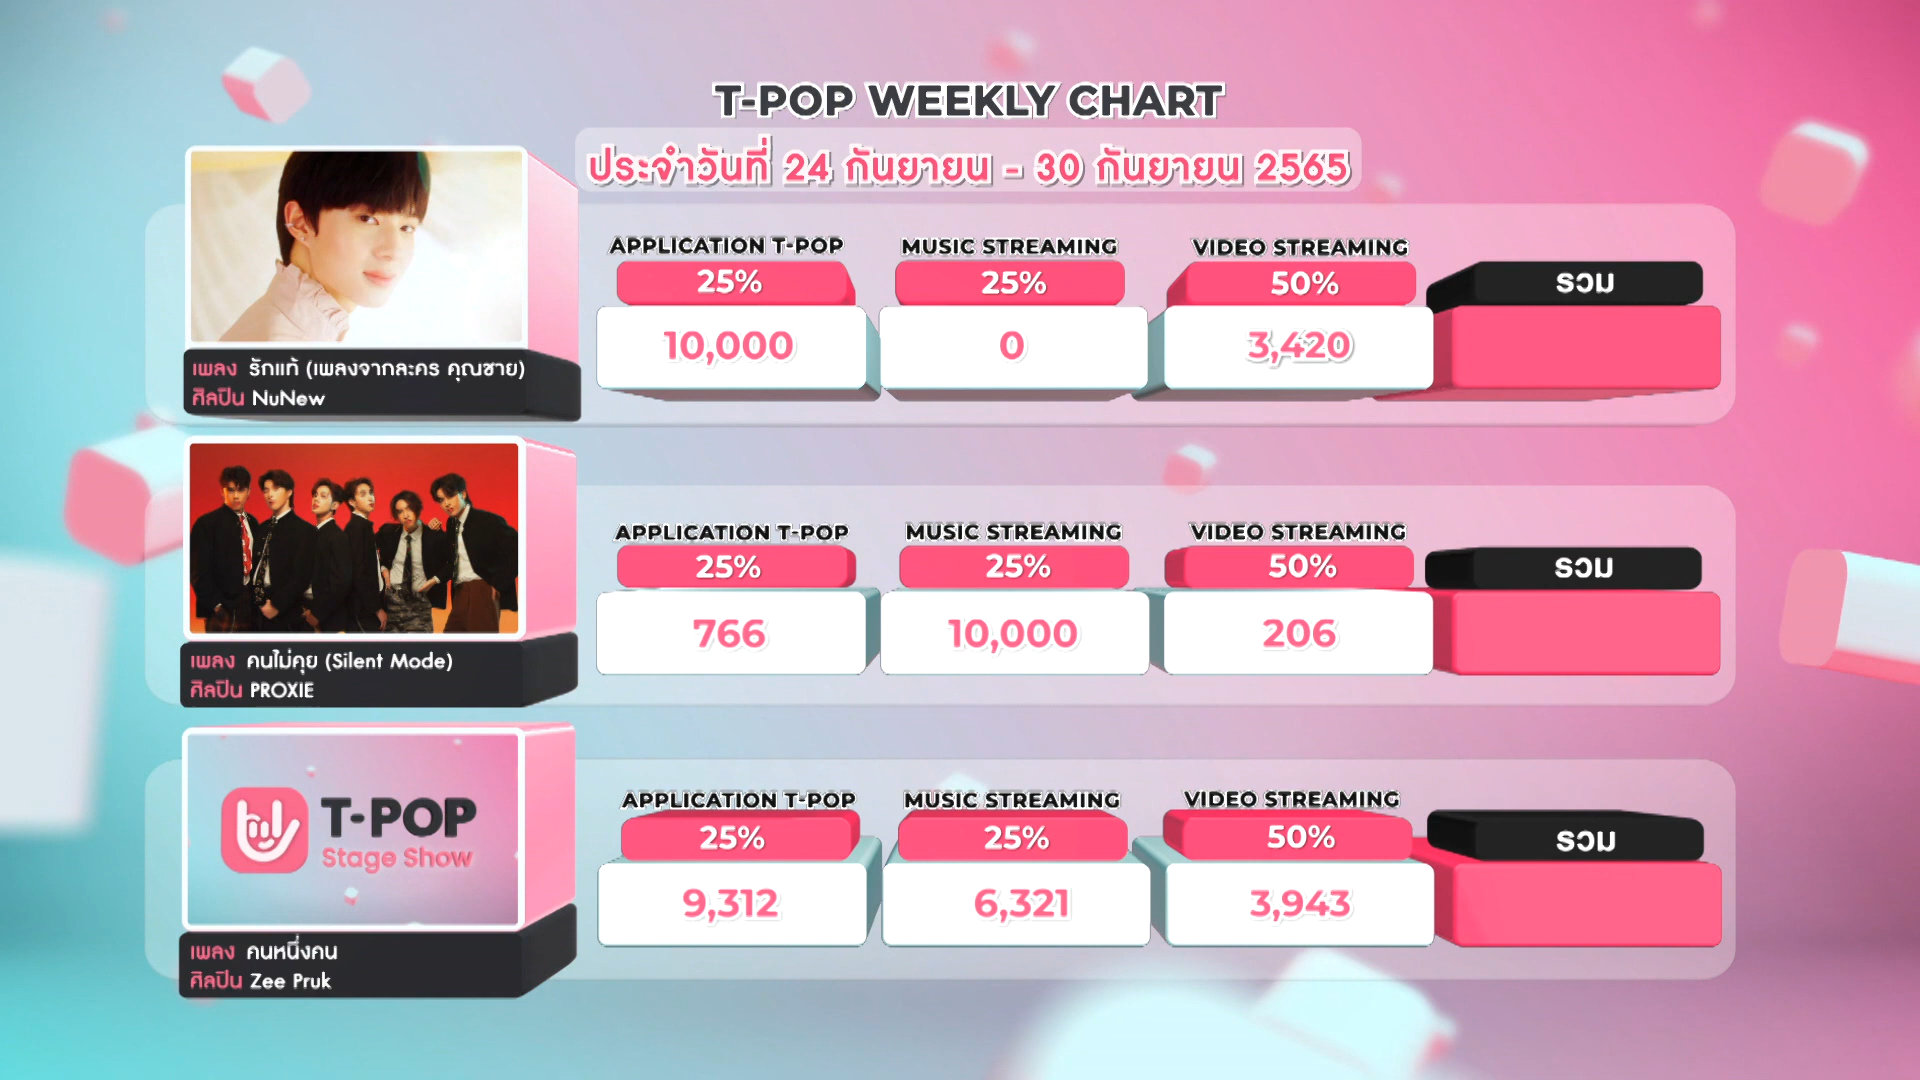 T-POP WEEKLY CHART
ประจำวันที่ 24 กันยายน - 30 กันยายน 2565
APPLICATION T-POP MUSIC STREAMING VIDEO STREAMING
25% 25% 50% รวม
10,000 0 3,420
เพลง รักแท้ (เพลงจากละคร คุณชาย)
ศิลปิน NuNew
APPLICATION T-POP MUSIC STREAMING VIDEO STREAMING
25% 25% 50% รวม
766 10,000 206
เพลง คนไม่คุย (Silent Mode)
ศิลปิน PROXIE
T-POP
Stage Show
APPLICATION T-POP MUSIC STREAMING VIDEO STREAMING
25% 25% 50% รวม
9,312 6,321 3,943
เพลง คนหนึ่งคน
ศิลปิน Zee Pruk